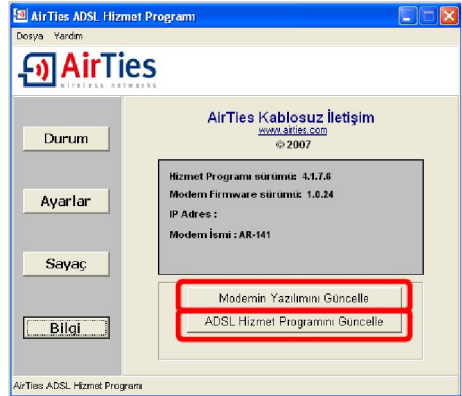 AirTies ADSL Hizmet Programı
Dosya Yardım
AirTies
wireless networks
Durum
Ayarlar
Sayaç
Bilgi
AirTies Kablosuz İletişim
www.airties.com
© 2007
Hizmet Programı sürümü: 4.1.7.6
Modem Firmware sürümü: 1.0.24
IP Adres :
Modem İsmi : AR-141
Modemin Yazılımını Güncelle
ADSL Hizmet Programını Güncelle
AirTies ADSL Hizmet Programı